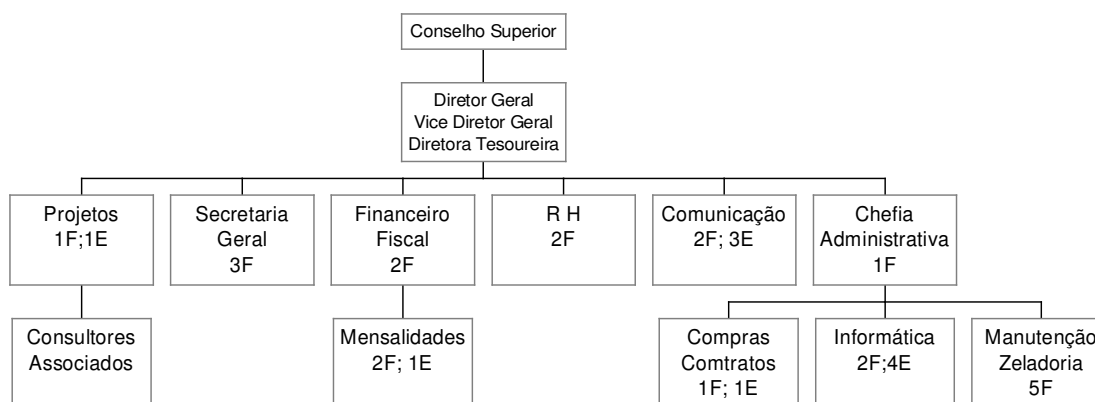 Conselho Superior
Diretor Geral
Vice Diretor Geral
Diretora Tesoureira
Projetos
1F;1E
Secretaria
Geral
3F
Financeiro
Fiscal
2F
R H
2F
Comunicação
2F; 3E
Chefia
Administrativa
1F
Consultores
Associados
Mensalidades
2F; 1E
Compras
Comtratos
1F; 1E
Informática
2F;4E
Manutenção
Zeladoria
5F